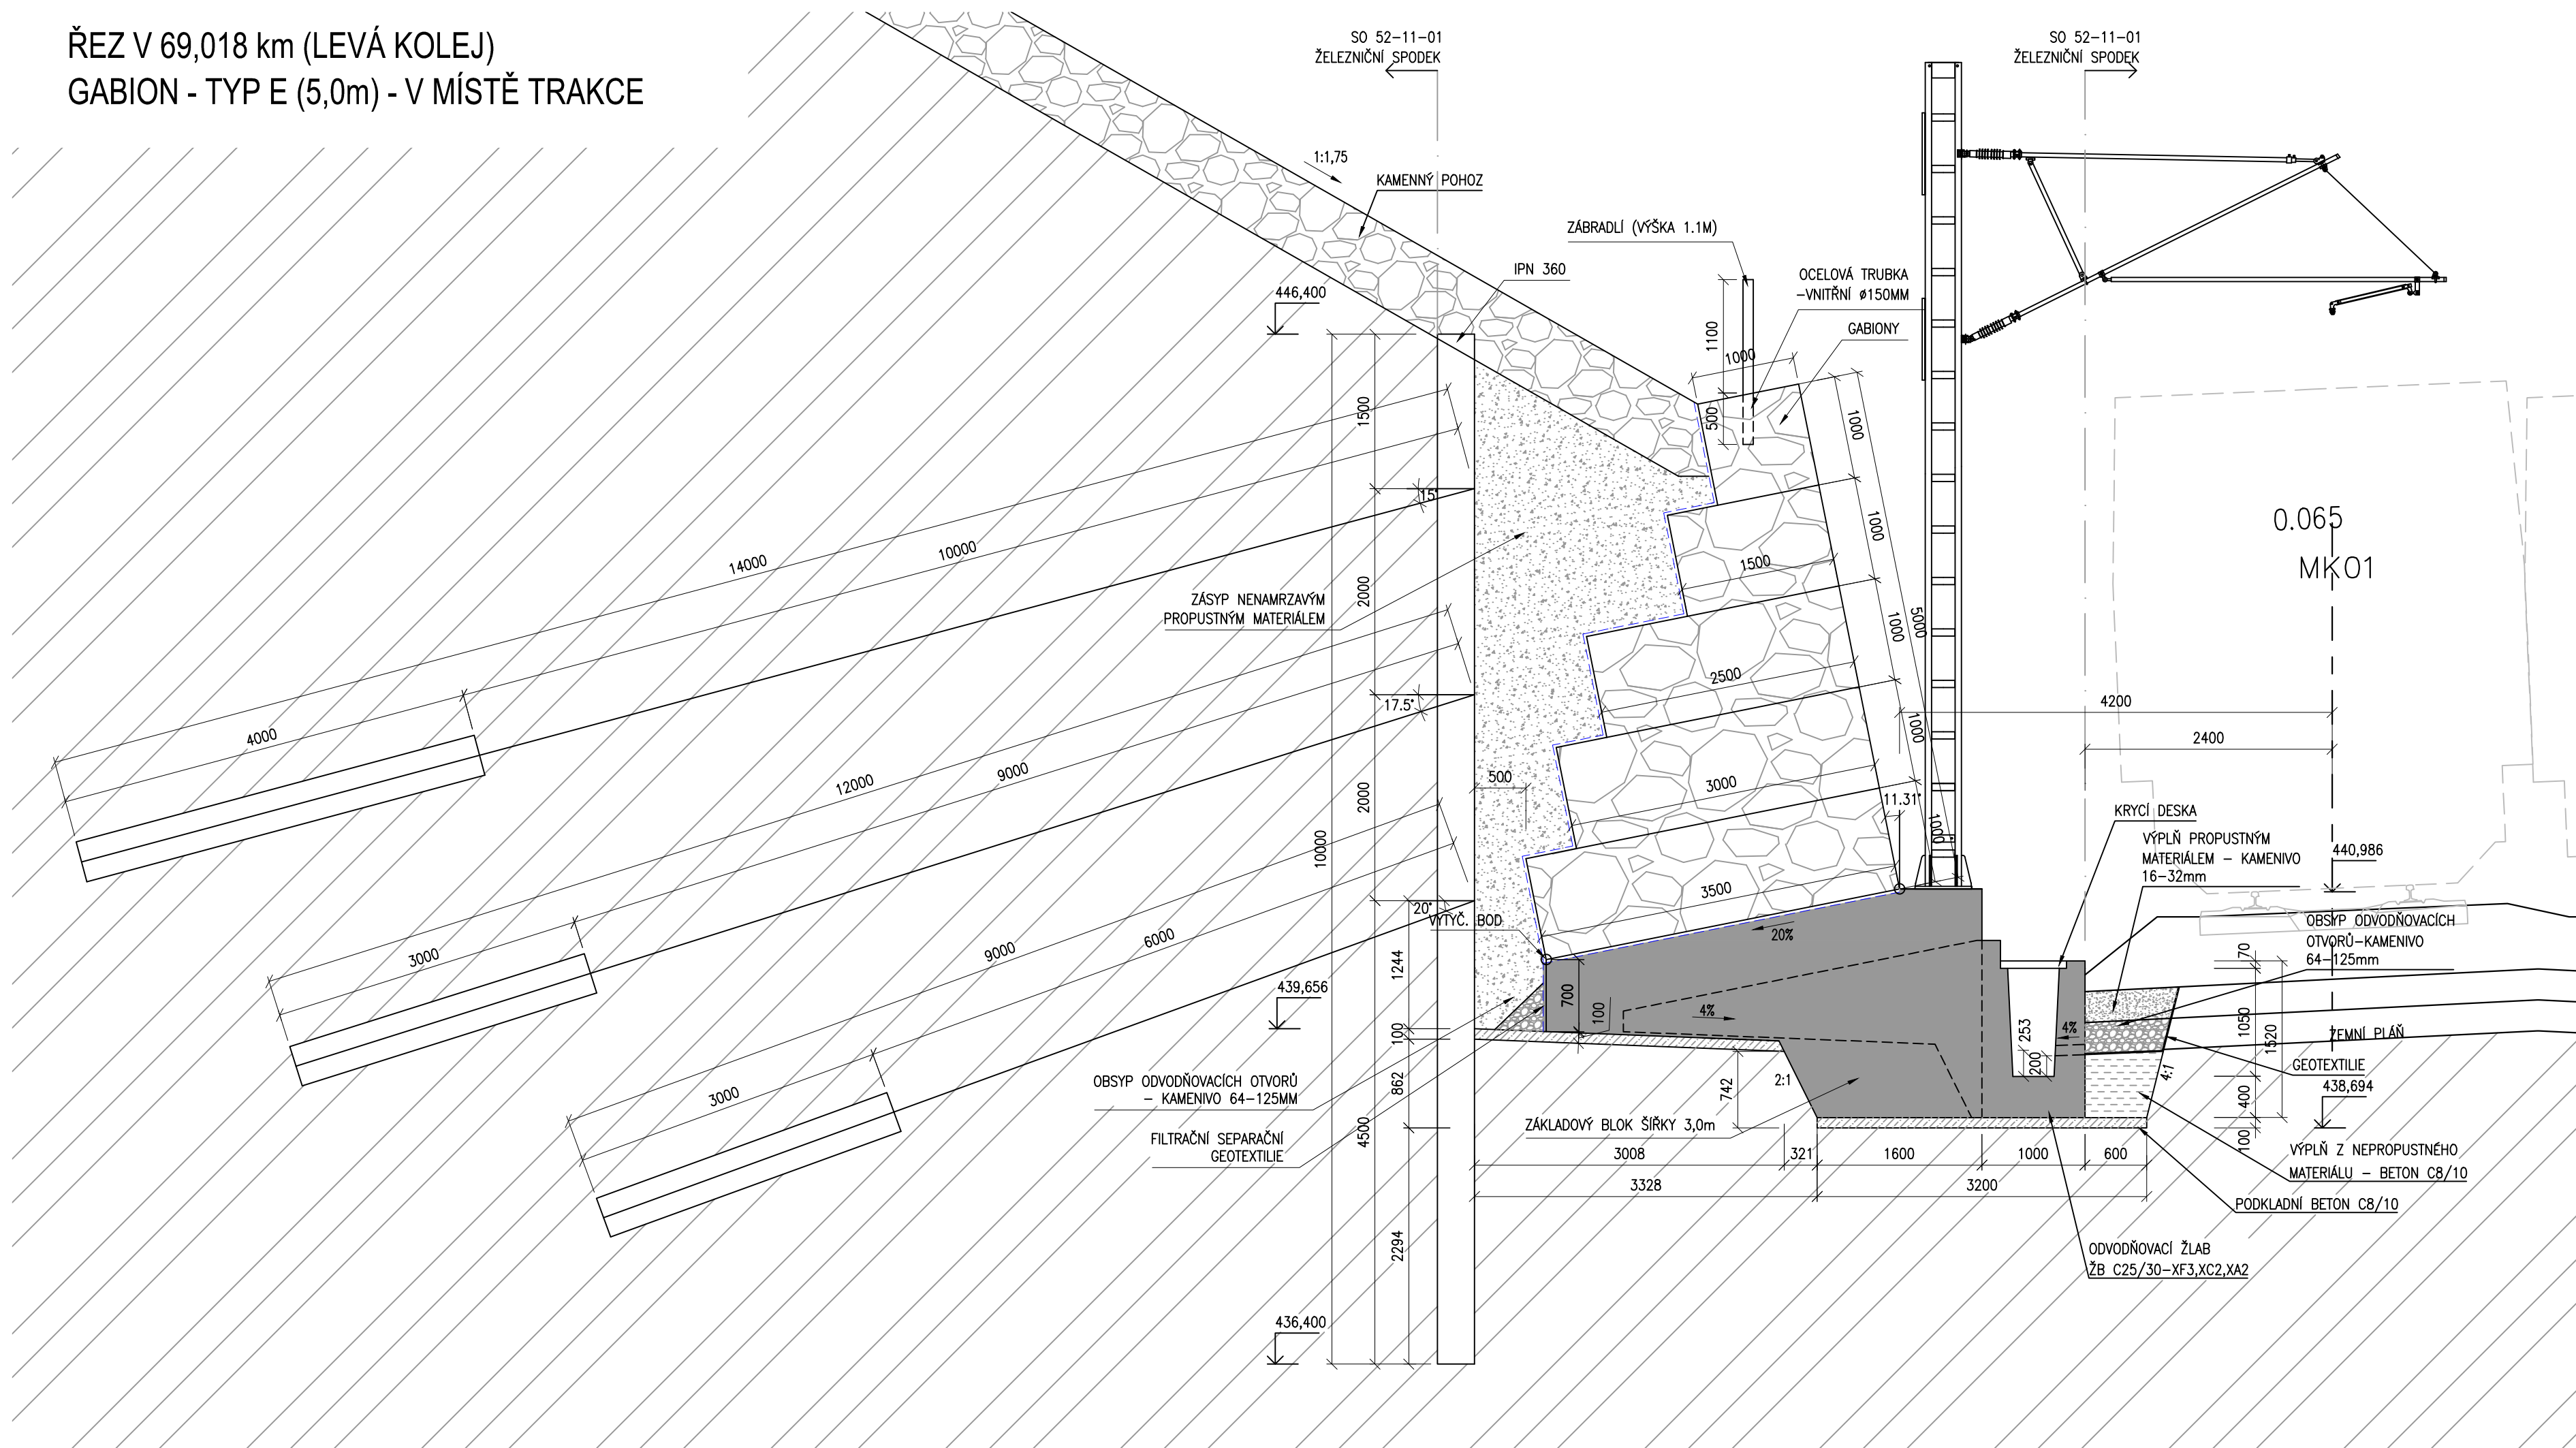 ŘEZ V 69,018 km (LEVÁ KOLEJ)
GABION - TYP E (5,0m) - V MÍSTĚ TRAKCE
SO 52-11-01
ŽELEZNIČNÍ SPODEK
SO 52-11-01
ŽELEZNIČNÍ SPODEK
1:1,75
KAMENNÝ POHOZ
ZÁBRADLÍ (VÝŠKA 1.1M)
IPN 360
OCELOVÁ TRUBKA
-VNITŘNÍ ø150MM
GABIONY
446,400
1100
1000
500
1500
1000
15°
1000
0.065
MK01
14000
10000
1500
2000
ZÁSYP NENAMRZAVÝM
PROPUSTNÝM MATERIÁLEM
1000
5000
2500
17.5°
4200
4000
1000
2400
12000
9000
500
3000
2000
11.31°
10000
1000
KRYCÍ DESKA
VÝPLŇ PROPUSTNÝM
MATERIÁLEM - KAMENIVO
16-32mm
440,986
3500
20°
VYTYČ. BOD
20%
OBSYP ODVODŇOVACÍCH
OTVORŮ-KAMENIVO
64-125mm
3000
9000
6000
1244
70
439,656
700
100
4%
253
4%
1050
1520
ZEMNÍ PLÁŇ
100
200
GEOTEXTILIE
4:1
438,694
3000
OBSYP ODVODŇOVACÍCH OTVORŮ
- KAMENIVO 64-125MM
862
742
2:1
400
ZÁKLADOVÝ BLOK ŠÍŘKY 3,0m
4500
FILTRAČNÍ SEPARAČNÍ
GEOTEXTILIE
100
VÝPLŇ Z NEPROPUSTNÉHO
MATERIÁLU - BETON C8/10
3008
321
1600
1000
600
3328
3200
PODKLADNÍ BETON C8/10
2294
ODVODŇOVACÍ ŽLAB
ŽB C25/30-XF3,XC2,XA2
436,400